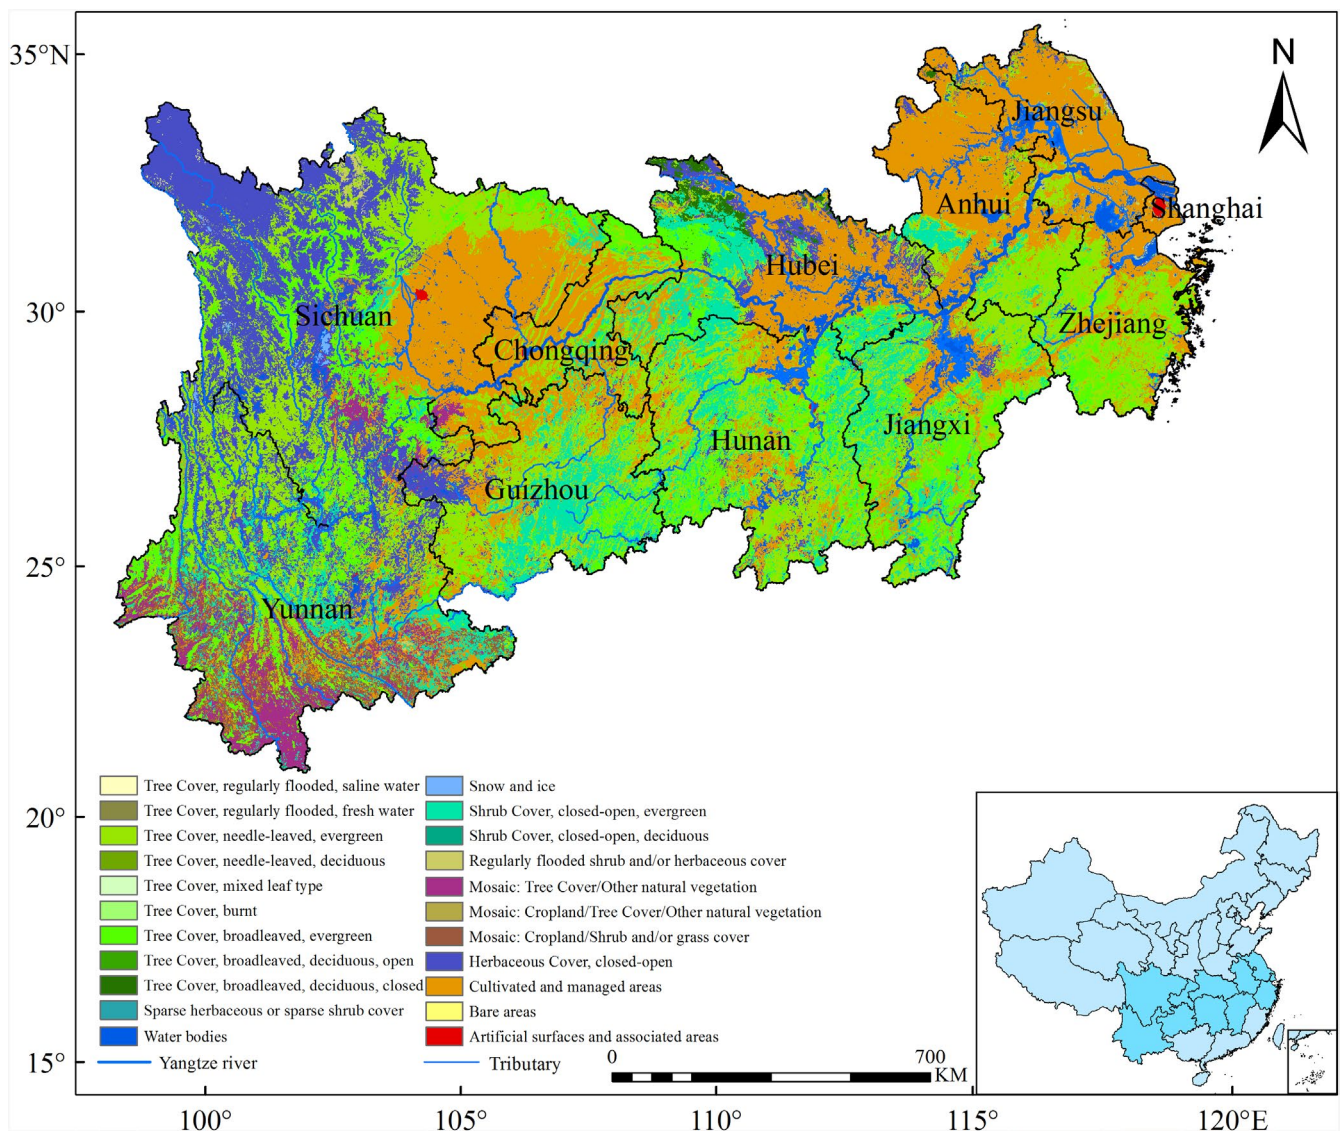 35°N
N
Jiangsu
Anhui
Shanghai
Hubei
30°
Sichuan
Zhejiang
Chongqing
Jiangxi
Hunan
Guizhou
25°
Yunnan
Tree Cover, regularly flooded, saline water
Snow and ice
Tree Cover, regularly flooded, fresh water
Shrub Cover, closed-open, evergreen
20°
Tree Cover, needle-leaved, evergreen
Shrub Cover, closed-open, deciduous
Tree Cover, needle-leaved, deciduous
Regularly flooded shrub and/or herbaceous cover
Tree Cover, mixed leaf type
Mosaic: Tree Cover/Other natural vegetation
Tree Cover, burnt
Mosaic: Cropland/Tree Cover/Other natural vegetation
Tree Cover, broadleaved, evergreen
Mosaic: Cropland/Shrub and/or grass cover
Tree Cover, broadleaved, deciduous, open
Herbaceous Cover, closed-open
Tree Cover, broadleaved, deciduous, closed
Cultivated and managed areas
Sparse herbaceous or sparse shrub cover
Bare areas
Water bodies
Artificial surfaces and associated areas
15°
Yangtze river
Tributary
0
700
KM
100°
105°
110°
115°
120°E